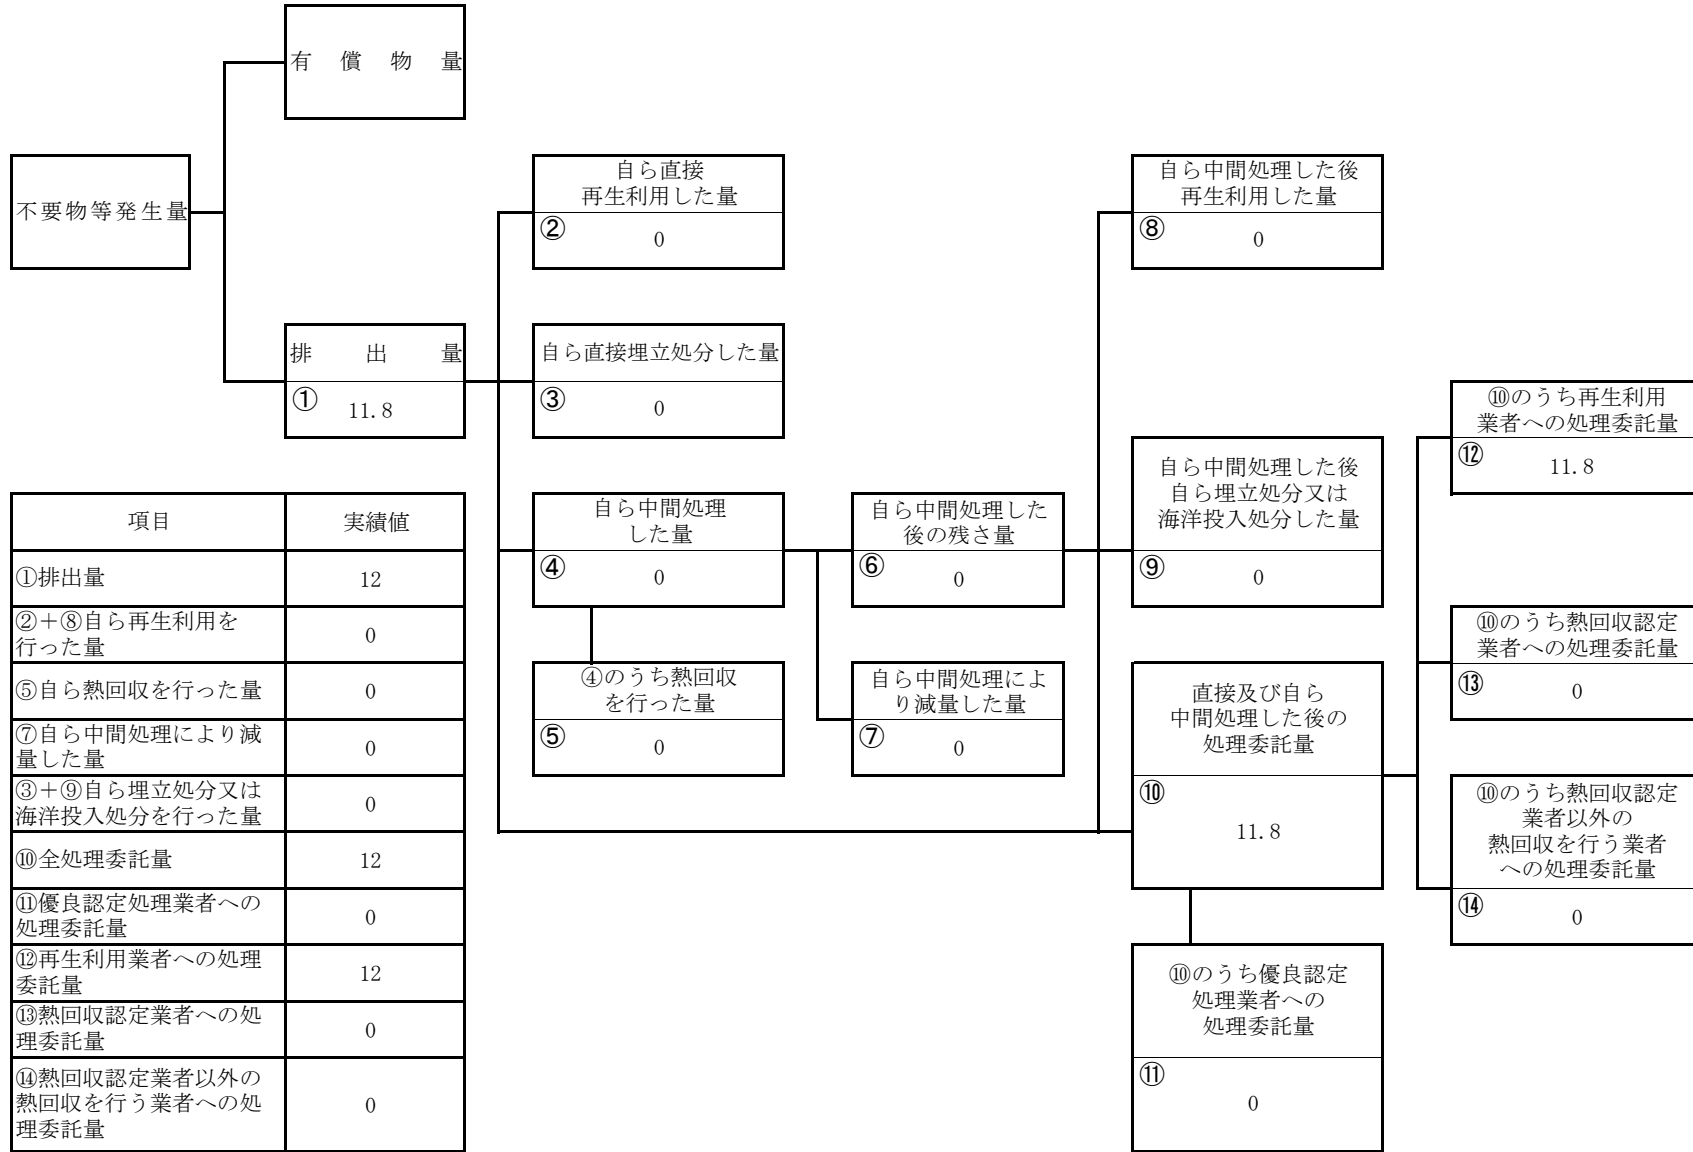 有償物量
不要物等発生量
排出量
① 11.8
自ら直接
再生利用した量
② 0
自ら直接埋立処分した量
③ 0
自ら中間処理
した量
④ 0
④のうち熱回収
を行った量
⑤ 0
自ら中間処理した
後の残さ量
⑥ 0
自ら中間処理によ
り減量した量
⑦ 0
自ら中間処理した後
再生利用した量
⑧ 0
自ら中間処理した後
自ら埋立処分又は
海洋投入処分した量
⑨ 0
直接及び自ら
中間処理した後の
処理委託量
⑩
11.8
⑩のうち優良認定
処理業者への
処理委託量
⑪
0
⑩のうち再生利用
業者への処理委託量
⑫ 11.8
⑩のうち熱回収認定
業者への処理委託量
⑬ 0
⑩のうち熱回収認定
業者以外の
熱回収を行う業者
への処理委託量
⑭ 0
項目 実績値
①排出量 12
②＋⑧自ら再生利用を
行った量 0
⑤自ら熱回収を行った量 0
⑦自ら中間処理により減
量した量 0
③＋⑨自ら埋立処分又は
海洋投入処分を行った量 0
⑩全処理委託量 12
⑪優良認定処理業者への
処理委託量 0
⑫再生利用業者への処理
委託量 12
⑬熱回収認定業者への処
理委託量 0
⑭熱回収認定業者以外の
熱回収を行う業者への処
理委託量 0